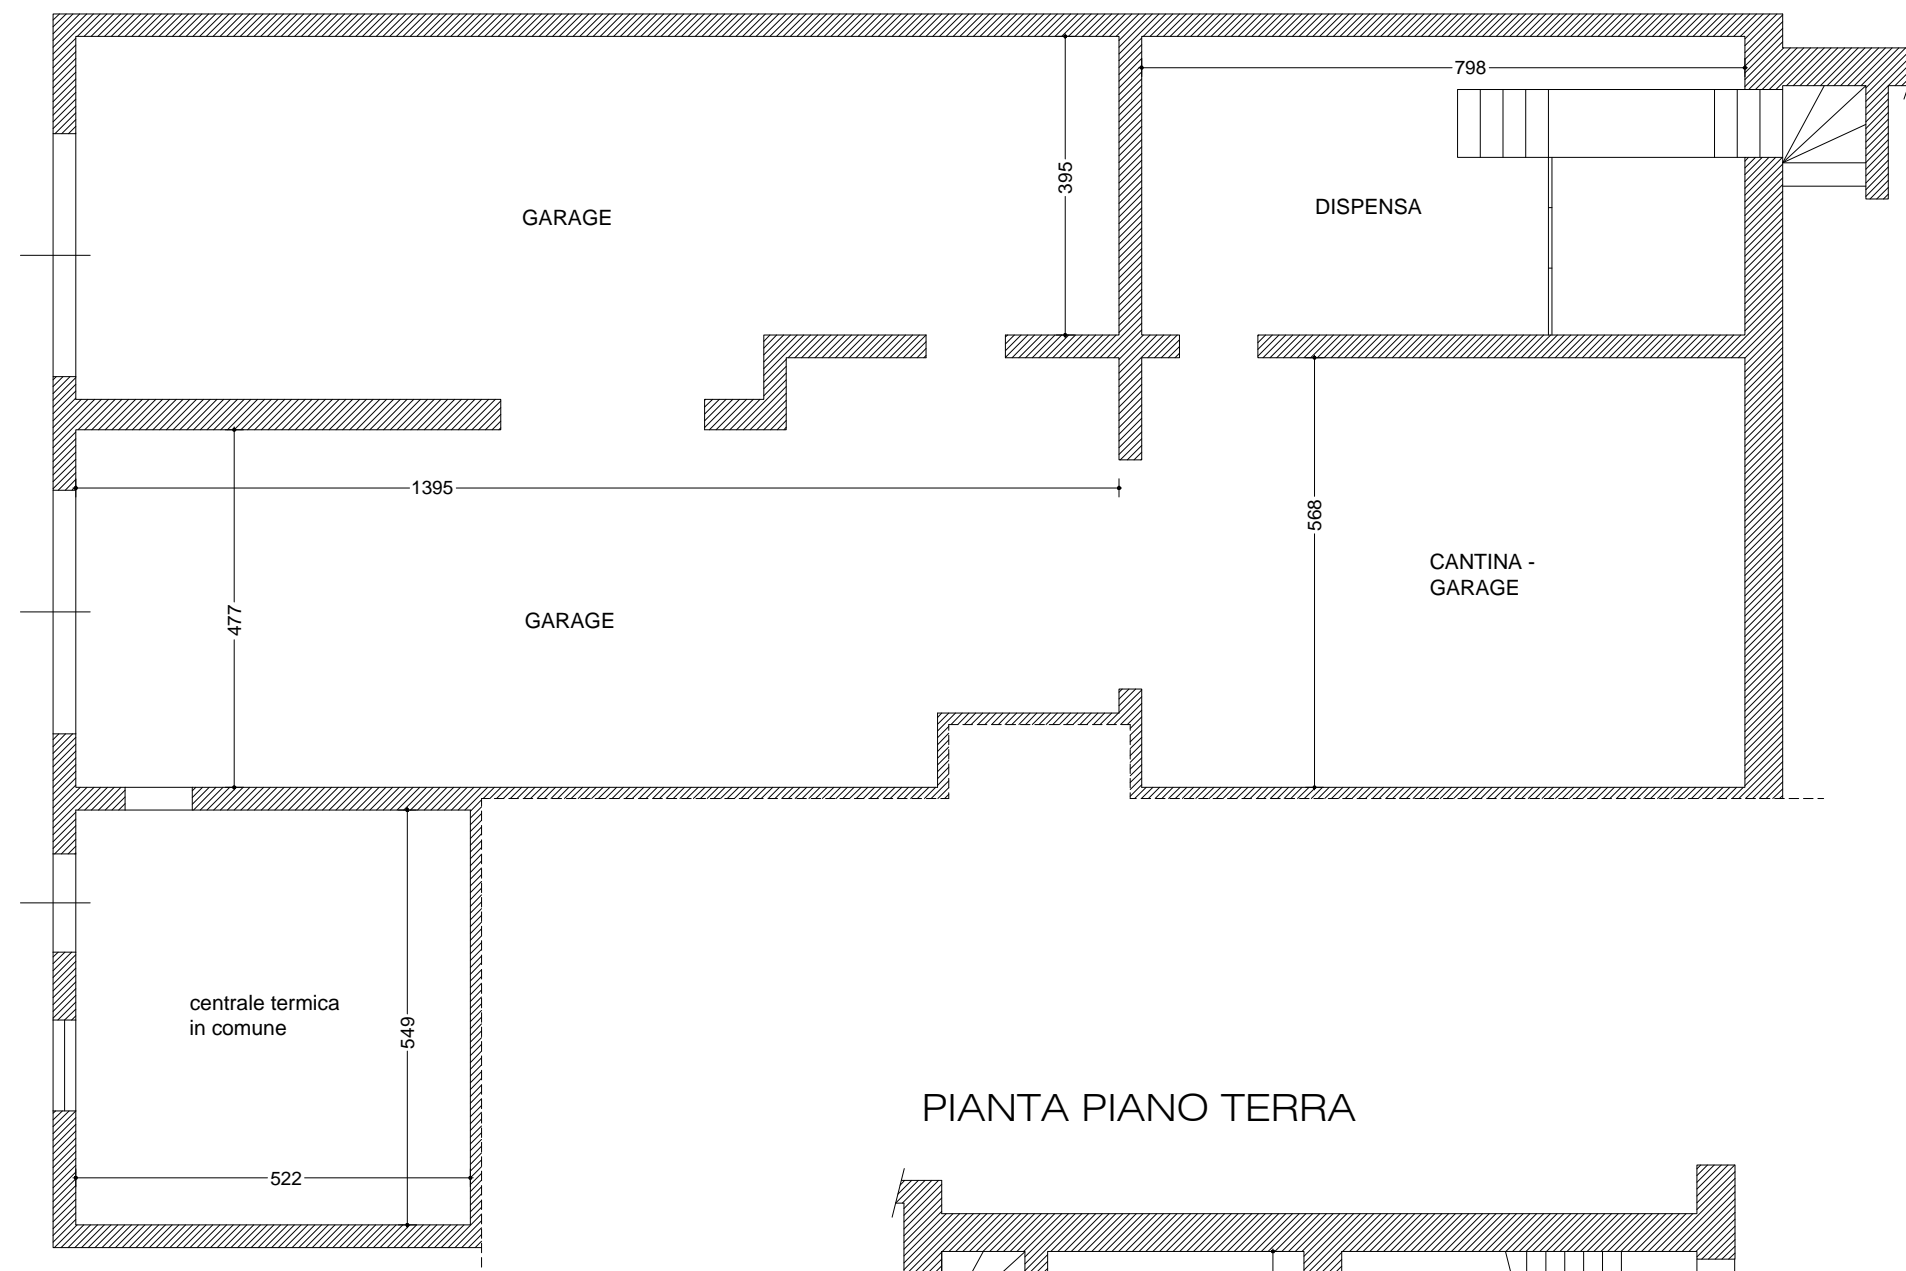 798
395
GARAGE
DISPENSA
1395
568
CANTINA -
GARAGE
477
GARAGE
centrale termica
in comune
549
PIANTA PIANO TERRA
522